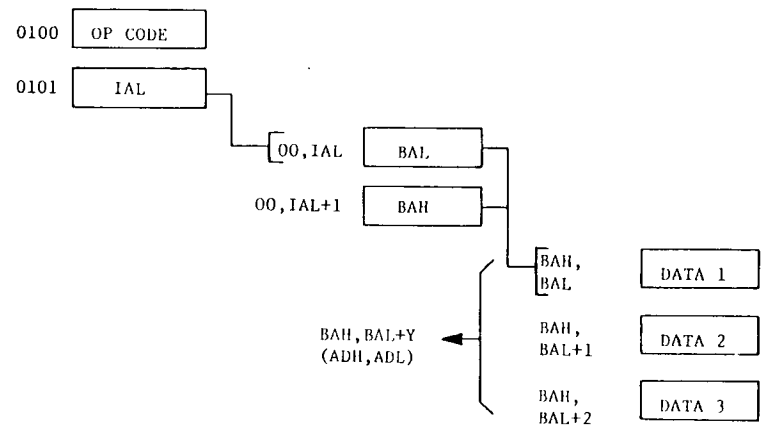 0100 OP CODE
0101 IAL
00,IAL BAL
00,IAL+1 BAH
BAH,
BAL DATA 1
BAH,BAL+Y
(ADH,ADL)
BAH,
BAL+1 DATA 2
BAH,
BAL+2 DATA 3